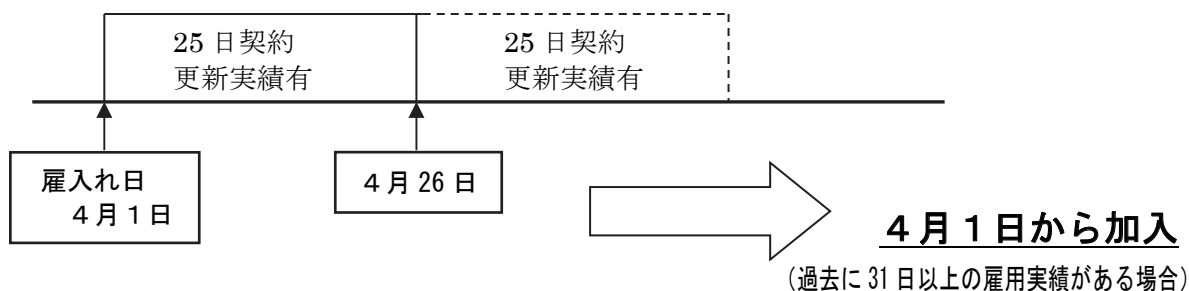 25日契約
更新実績有
25日契約
更新実績有
雇入れ日
４月１日
４月26日
４月１日から加入
（過去に31日以上の雇用実績がある場合）